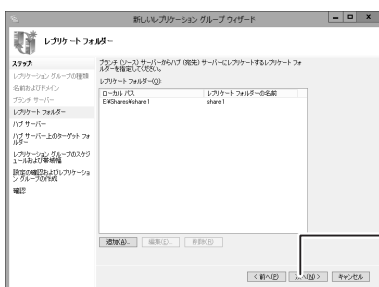 新しいレプリケーション グループ ウィザード
レプリケート フォルダー
ステップ:
レプリケーション グループの種類
名前およびドメイン
ブランチ サーバー
レプリケート フォルダー
ハブ サーバー
ハブ サーバー上のターゲット フォ
ルダー
レプリケーション グループのスケジ
ュールおよび帯域幅
設定の確認およびレプリケーショ
ン グループの作成
確認
ブランチ (ソース) サーバーからハブ (宛先) サーバーにレプリケートするレプリケート フォ
ルダーを指定してください。
レプリケート フォルダー(O):
ローカル パス レプリケート フォルダーの名前
E:¥Shares¥share1 share1
追加(A)... 編集(E)... 削除(R)
< 前へ(P) 次へ(N) > キャンセル